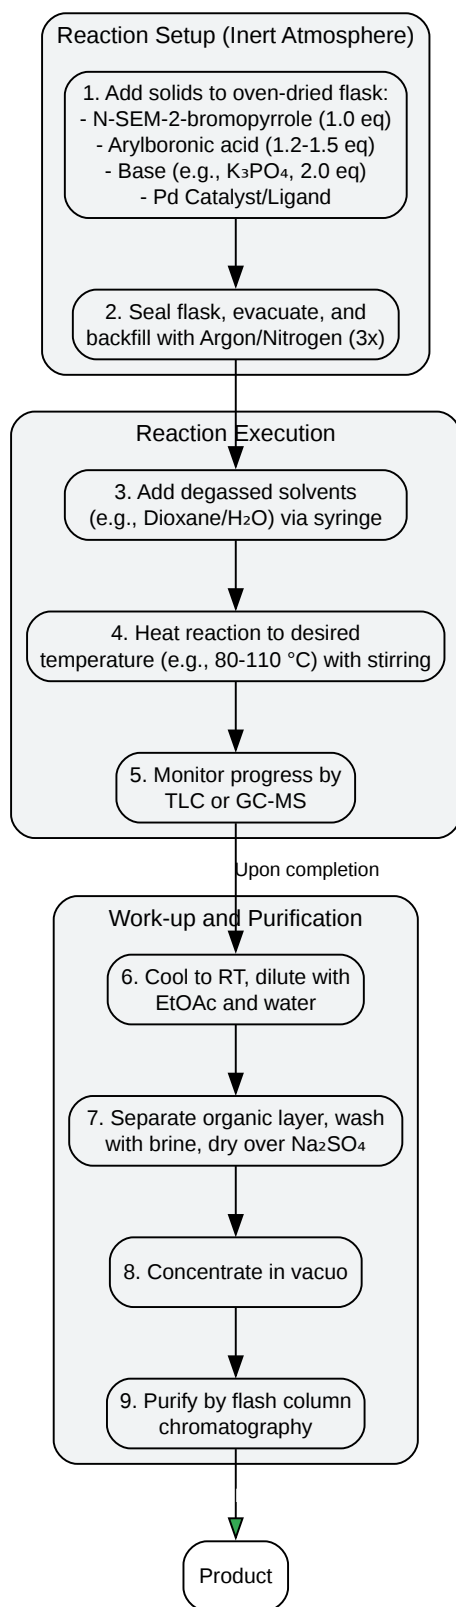 Reaction Setup (Inert Atmosphere)
1. Add solids to oven-dried flask:
- N-SEM-2-bromopyrrole (1.0 eq)
- Arylboronic acid (1.2-1.5 eq)
- Base (e.g., K₃PO₄, 2.0 eq)
- Pd Catalyst/Ligand
2. Seal flask, evacuate, and
backfill with Argon/Nitrogen (3x)
Reaction Execution
3. Add degassed solvents
(e.g., Dioxane/H₂O) via syringe
4. Heat reaction to desired
temperature (e.g., 80-110 °C) with stirring
5. Monitor progress by
TLC or GC-MS
Upon completion
Work-up and Purification
6. Cool to RT, dilute with
EtOAc and water
7. Separate organic layer, wash
with brine, dry over Na₂SO₄
8. Concentrate in vacuo
9. Purify by flash column
chromatography
Product